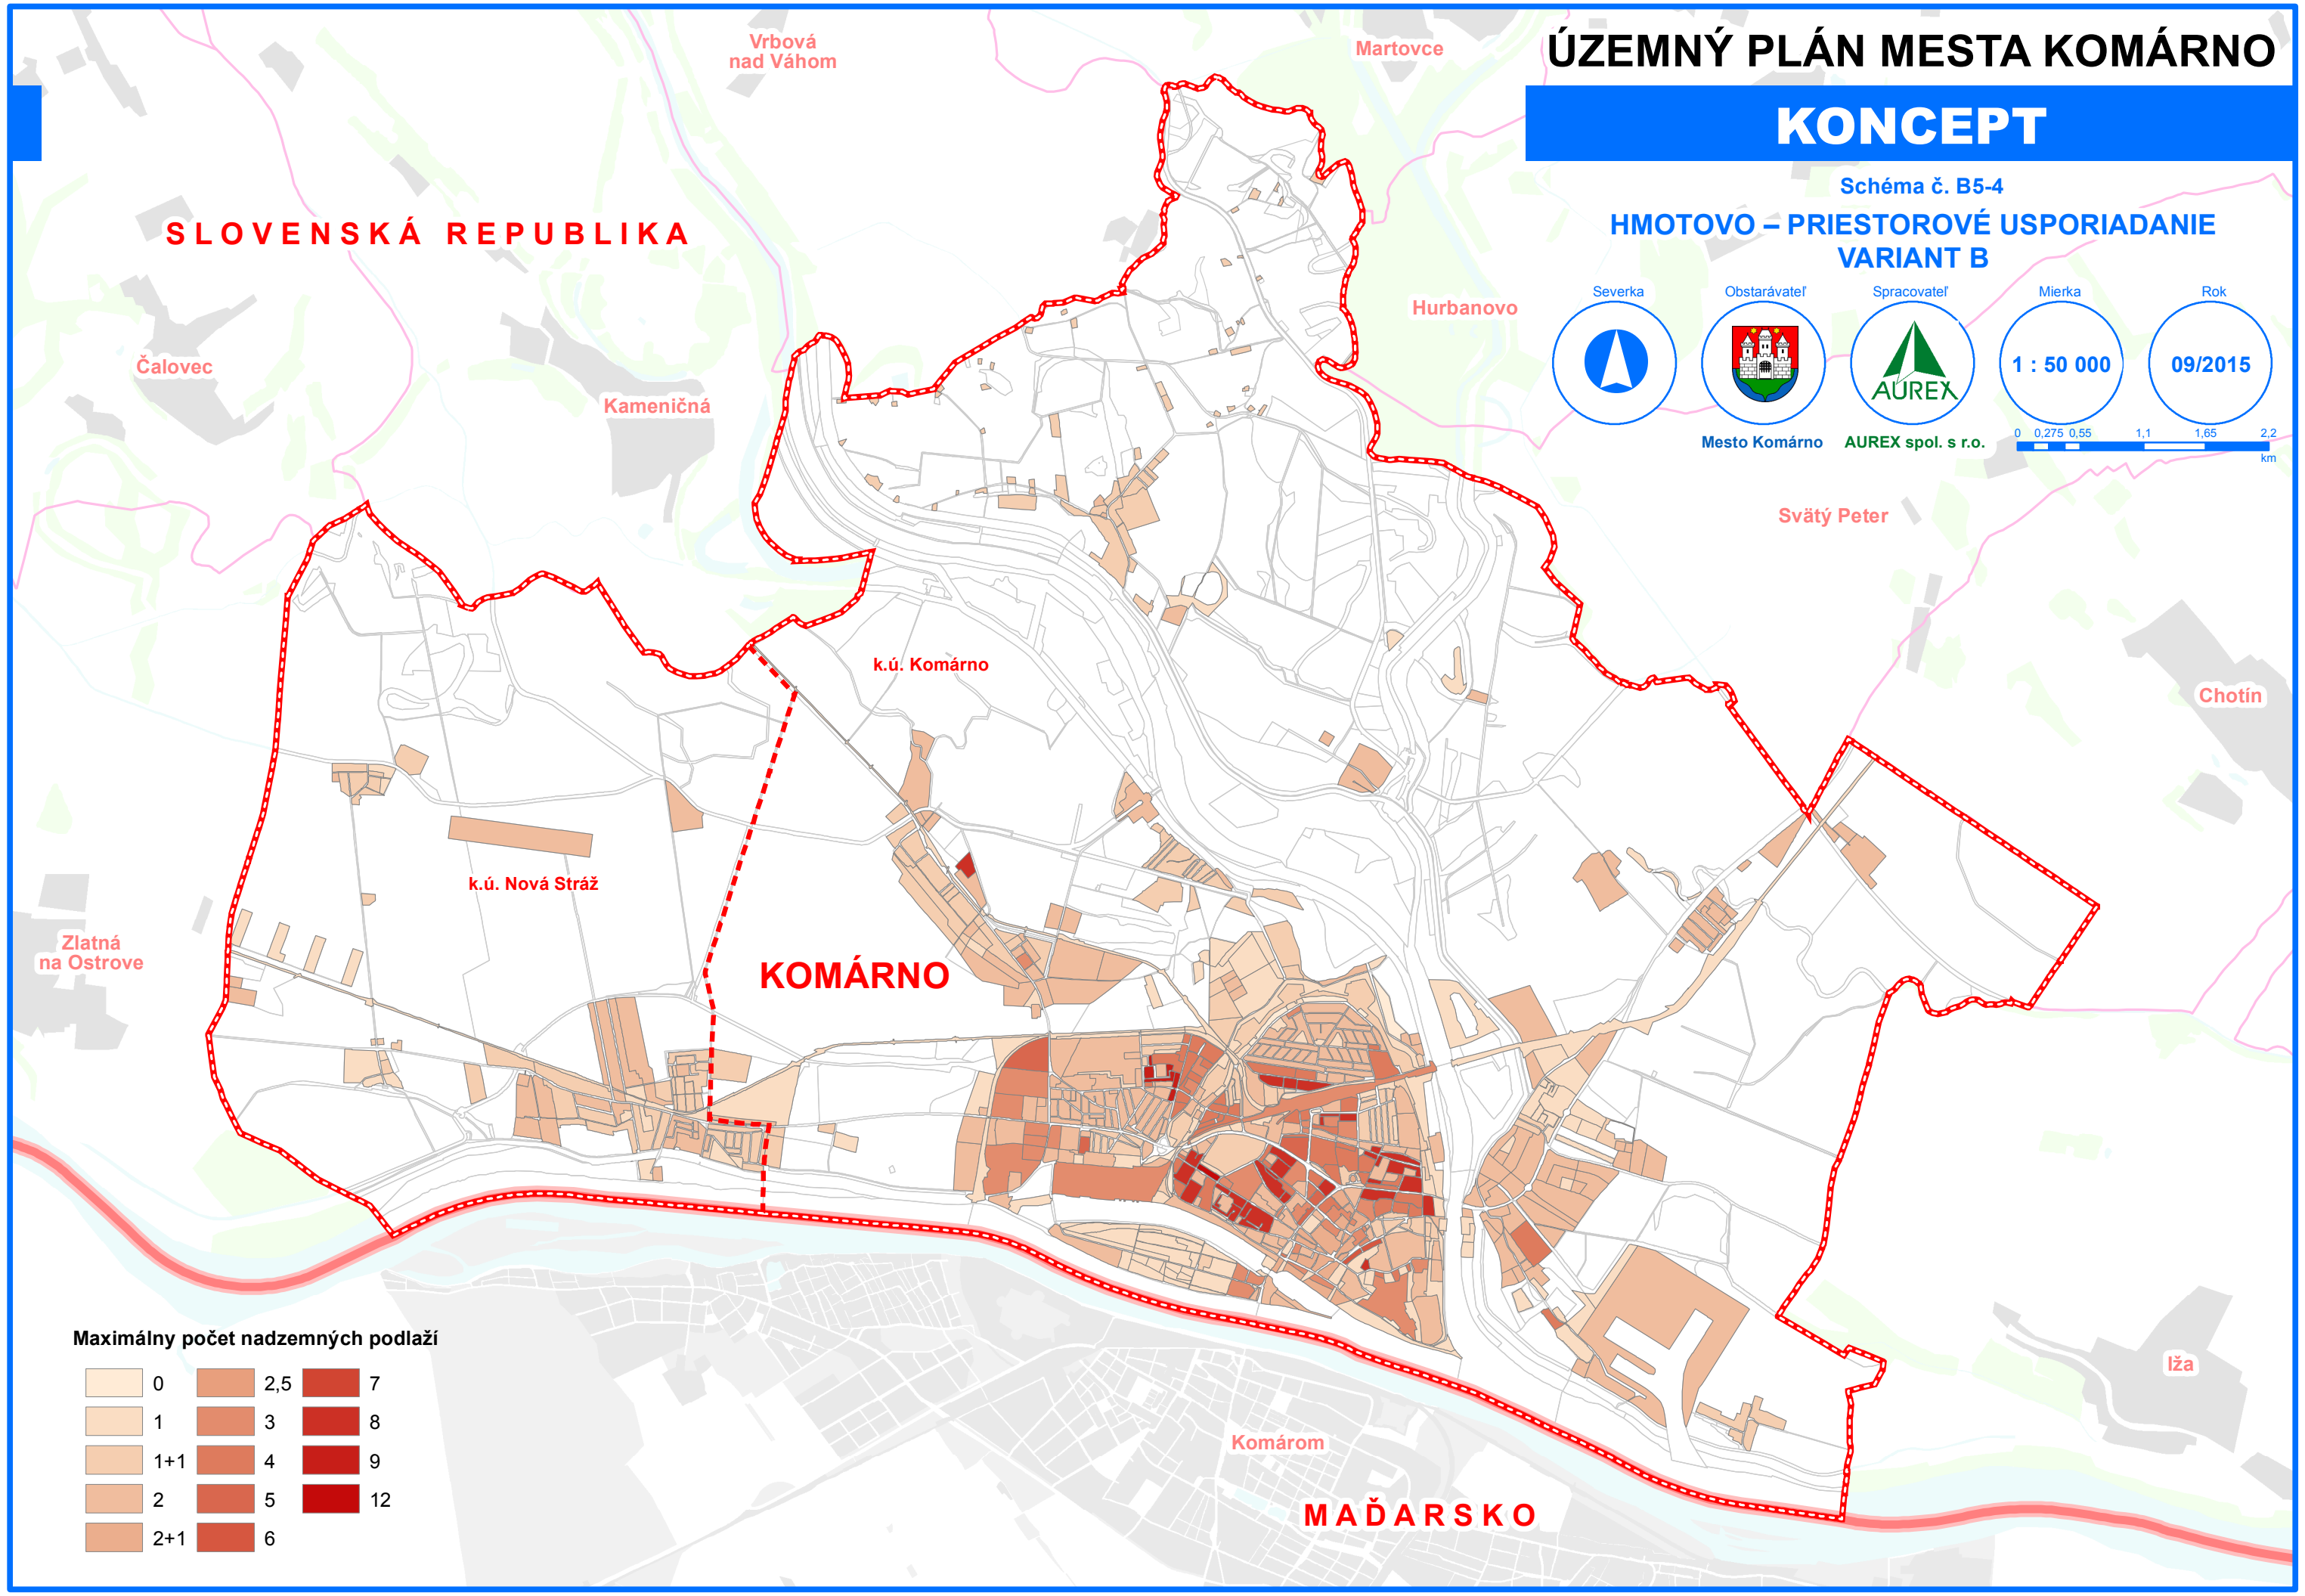 ÚZEMNÝ PLÁN MESTA KOMÁRNO
KONCEPT
Schéma č. B5-4
HMOTOVO – PRIESTOROVÉ USPORIADANIE
VARIANT B
Severka
Obstarávateľ
Spracovateľ
Mierka
Rok
AUREX
1 : 50 000
09/2015
Mesto Komárno
AUREX spol. s r.o.
0 0,275 0,55 1,1 1,65 2,2
km
Vrbová
nad Váhom
Martovce
SLOVENSKÁ REPUBLIKA
Hurbanovo
Čalovec
Kameničná
Svätý Peter
k.ú. Komárno
Chotín
k.ú. Nová Stráž
Zlatná
na Ostrove
KOMÁRNO
Iža
Komárom
MAĎARSKO
Maximálny počet nadzemných podlaží
0
1
1+1
2
2+1
2,5
3
4
5
6
7
8
9
12